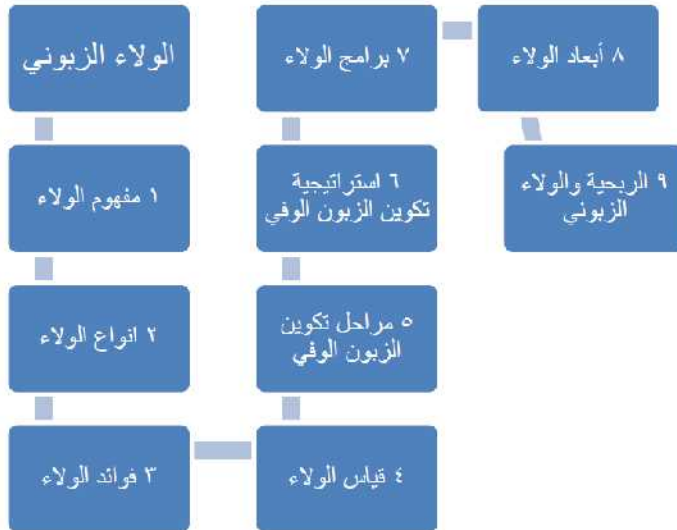 الولاء الزبوني
١ مفهوم الولاء
٢ انواع الولاء
٣ فوائد الولاء
٤ قياس الولاء
٥ مراحل تكوين
الزبون الوفي
٦ استراتيجية
تكوين الزبون الوفي
٧ برامج الولاء
٨ أبعاد الولاء
٩ الربحية والولاء
الزبوني